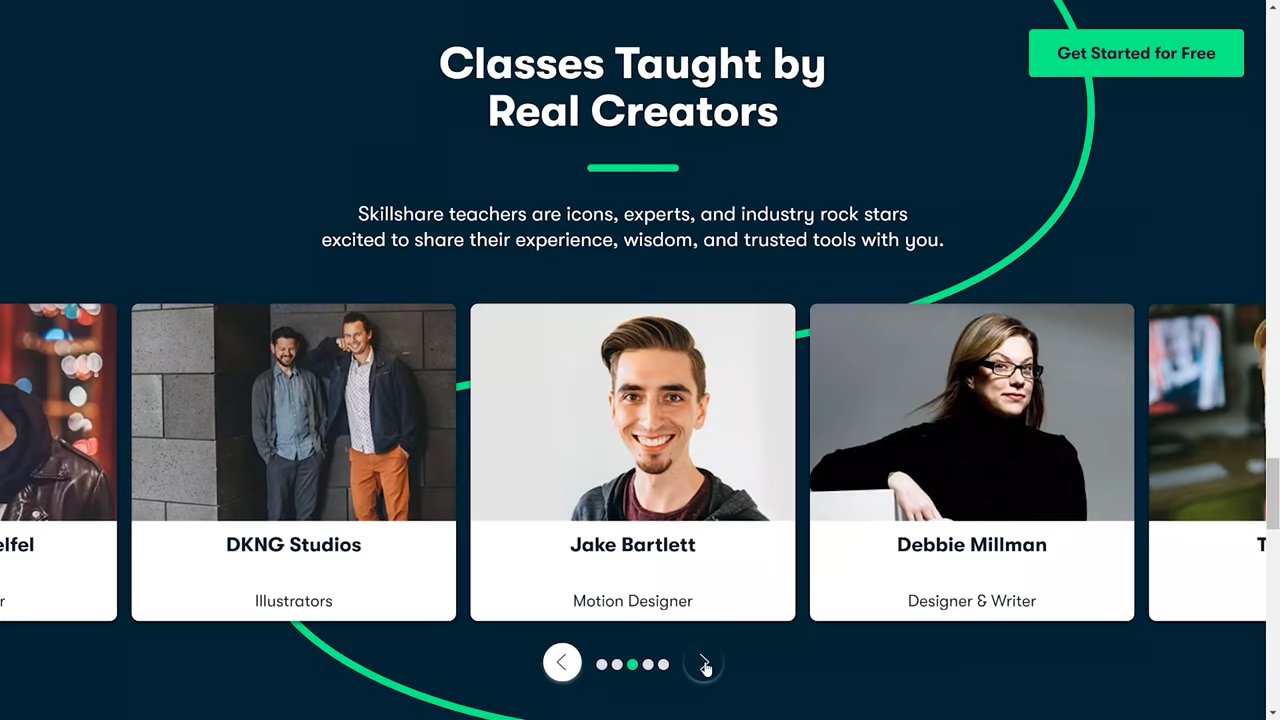 Get Started for Free
Classes Taught by
Real Creators
Skillshare teachers are icons, experts, and industry rock stars
excited to share their experience, wisdom, and trusted tools with you.
elfel
r
DKNG Studios
Illustrators
Jake Bartlett
Motion Designer
Debbie Millman
Designer & Writer
T